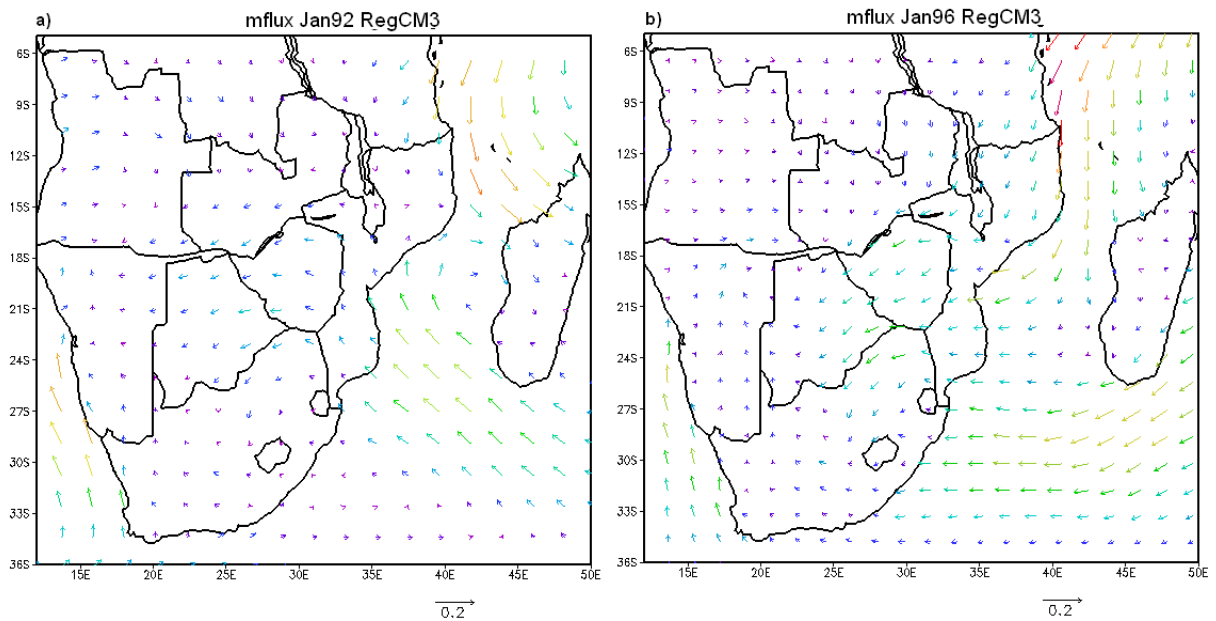 a) mflux Jan92 RegCM3
6S
9S
12S
15S
18S
21S
24S
27S
30S
33S
36S
15E 20E 25E 30E 35E 40E 45E 50E
0.2
b) mflux Jan96 RegCM3
6S
9S
12S
15S
18S
21S
24S
27S
30S
33S
36S
15E 20E 25E 30E 35E 40E 45E 50E
0.2